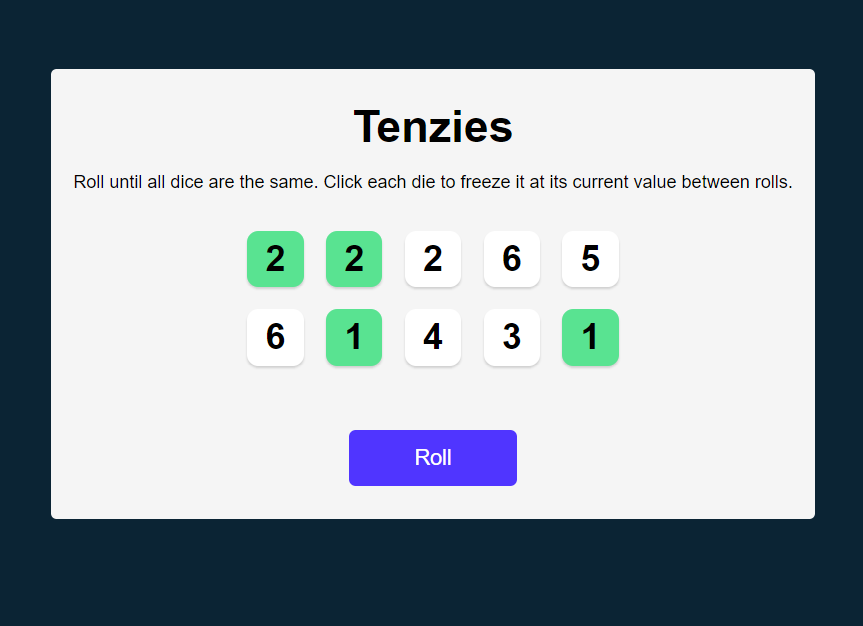 Tenzies
Roll until all dice are the same. Click each die to freeze it at its current value between rolls.
2 2 2 6 5
6 1 4 3 1
Roll